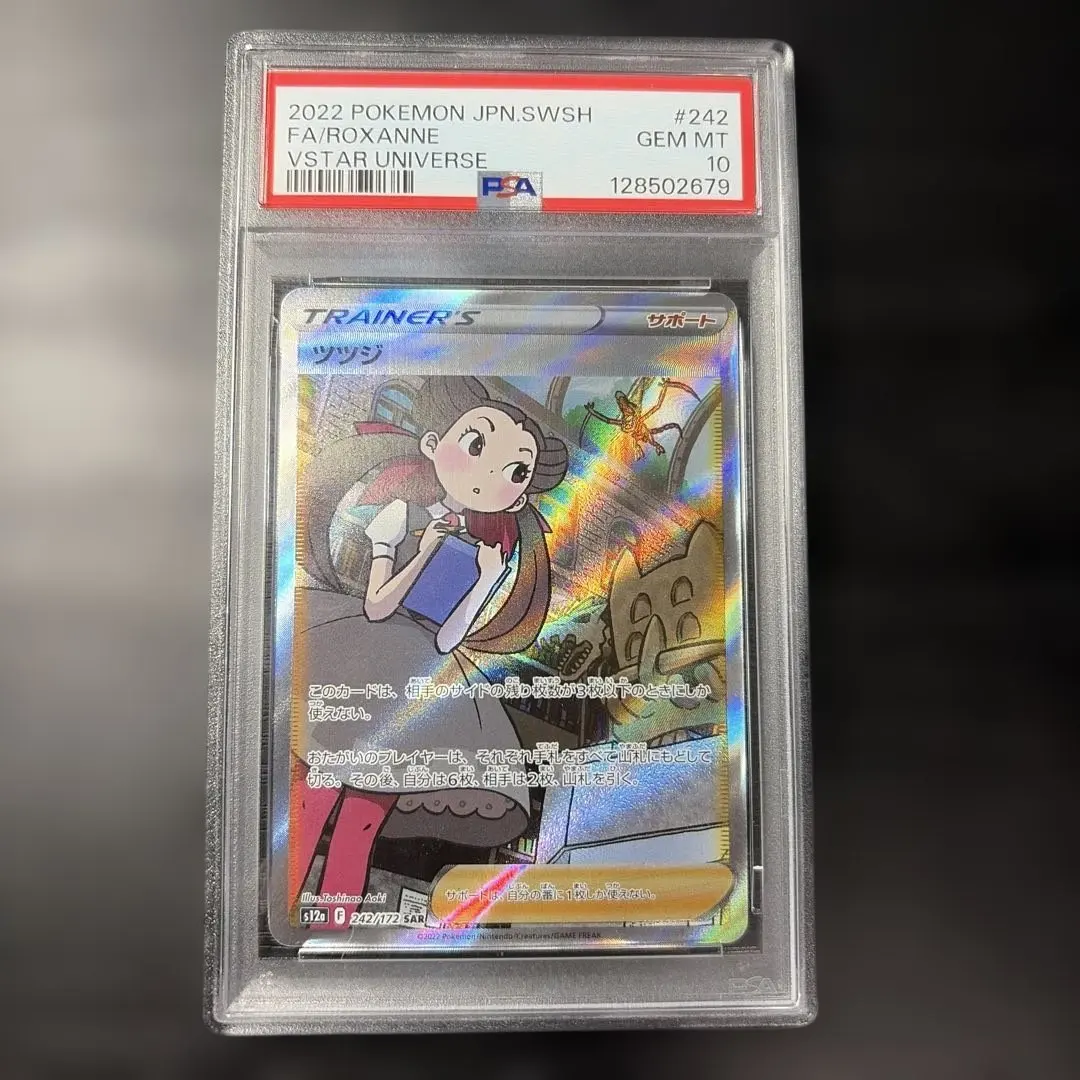 2022 POKEMON JPN.SWSH #242
FA/ROXANNE GEM MT
VSTAR UNIVERSE 10
PSA 128502679
TRAINER'S サポート
ツツジ
このカードは、相手のサイドの残り枚数が3枚以下のときにしか
使えない。
おたがいのプレイヤーは、それぞれ手札をすべて山札にもどして
切る。その後、自分は6枚、相手は2枚、山札を引く。
サポートは、自分の番に1枚しか使えない。
Illus.Toshinao Aoki
s12a F 242/172 SAR
©2022 Pokémon/Nintendo/Creatures/GAME FREAK.
PSA